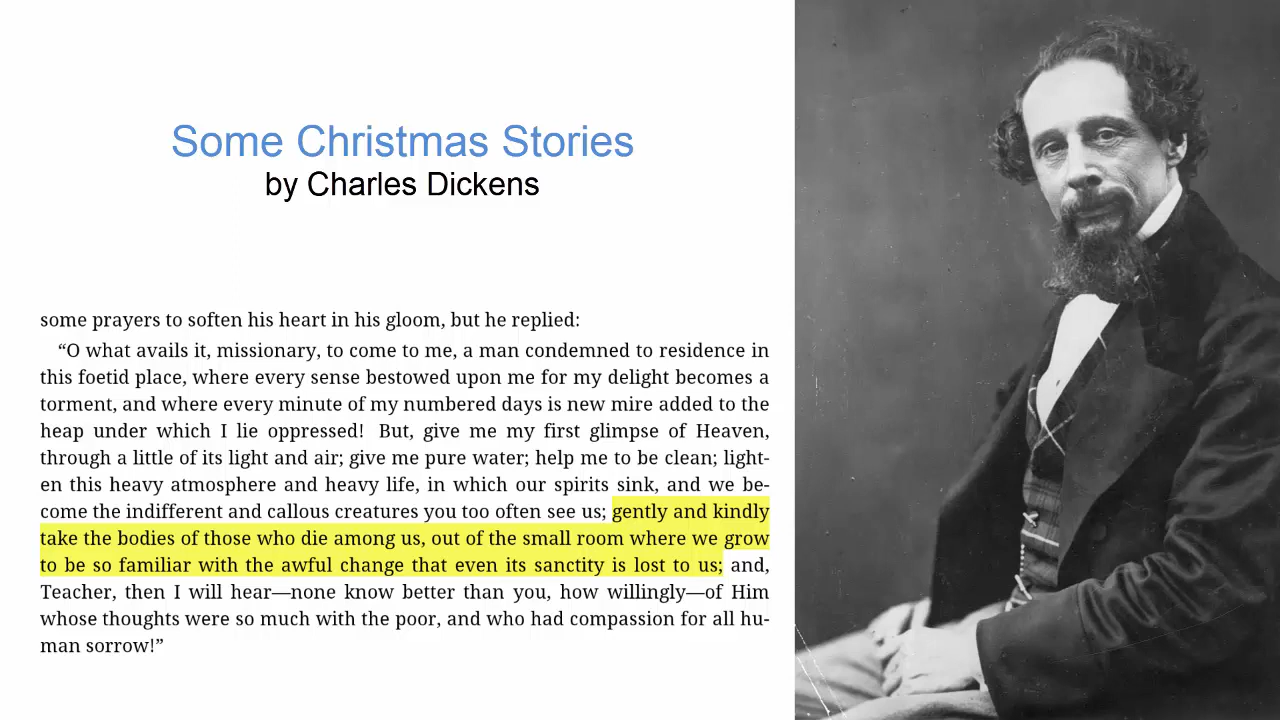 Some Christmas Stories
by Charles Dickens
some prayers to soften his heart in his gloom, but he replied:
“O what avails it, missionary, to come to me, a man condemned to residence in
this foetid place, where every sense bestowed upon me for my delight becomes a
torment, and where every minute of my numbered days is new mire added to the
heap under which I lie oppressed! But, give me my first glimpse of Heaven,
through a little of its light and air; give me pure water; help me to be clean; light-
en this heavy atmosphere and heavy life, in which our spirits sink, and we be-
come the indifferent and callous creatures you too often see us; gently and kindly
take the bodies of those who die among us, out of the small room where we grow
to be so familiar with the awful change that even its sanctity is lost to us; and,
Teacher, then I will hear—none know better than you, how willingly—of Him
whose thoughts were so much with the poor, and who had compassion for all hu-
man sorrow!”